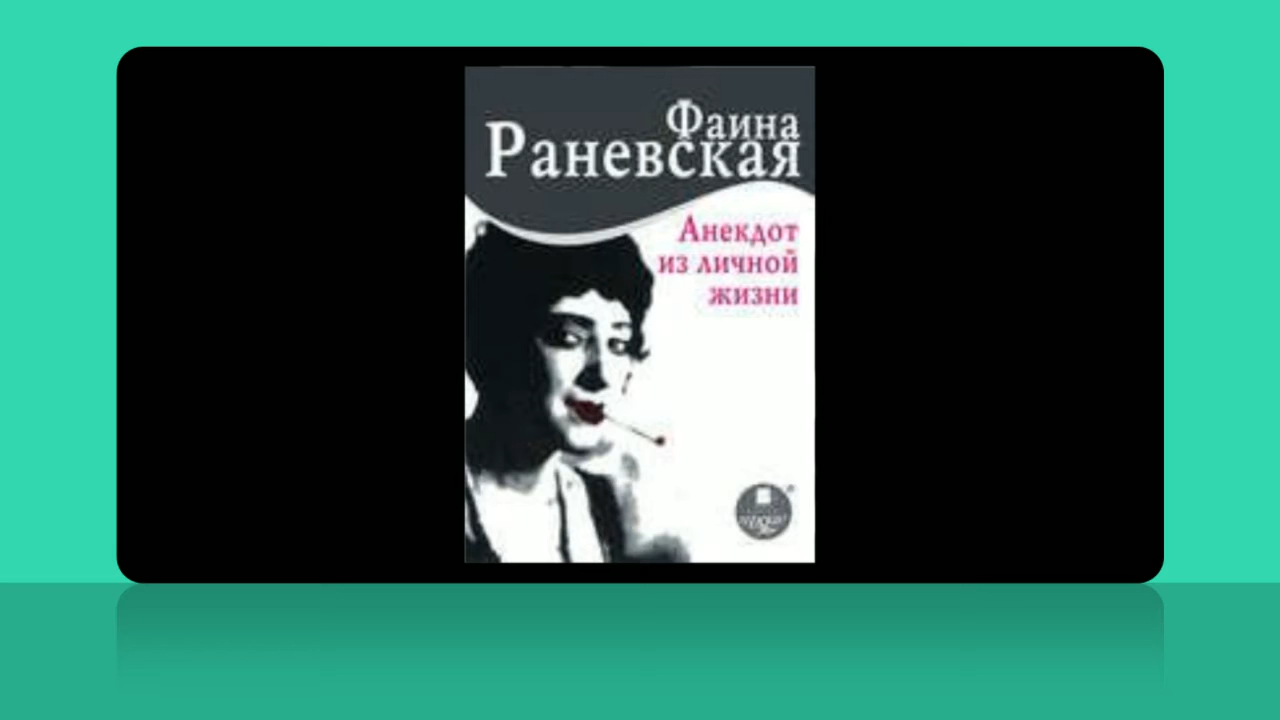 Фаина
Раневская
Анекдот
из личной
жизни